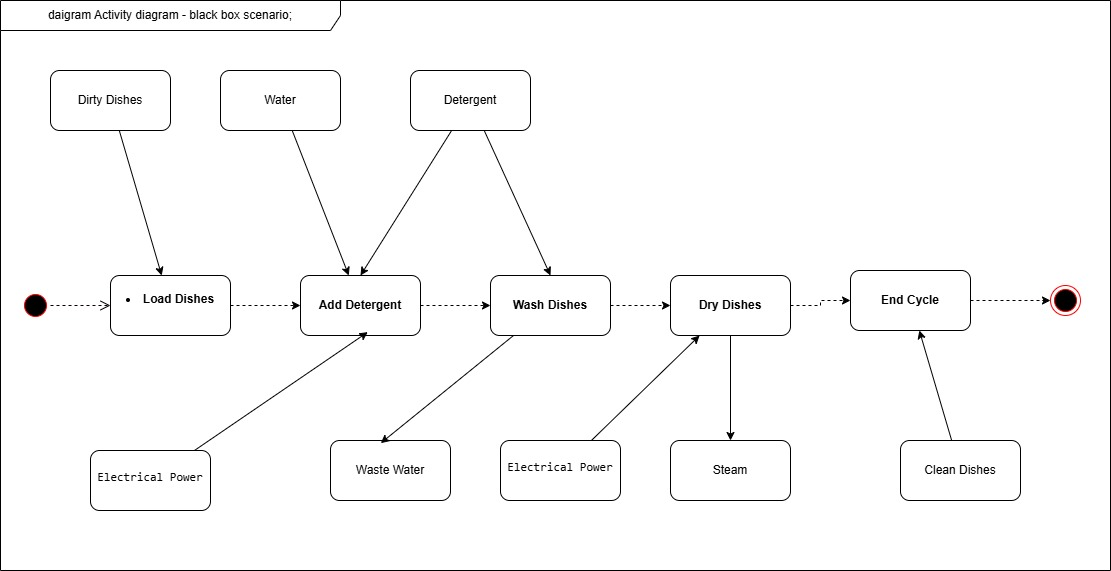 daigram Activity diagram - black box scenario;
Dirty Dishes
Water
Detergent
• Load Dishes
Add Detergent
Wash Dishes
Dry Dishes
End Cycle
Electrical Power
Waste Water
Electrical Power
Steam
Clean Dishes